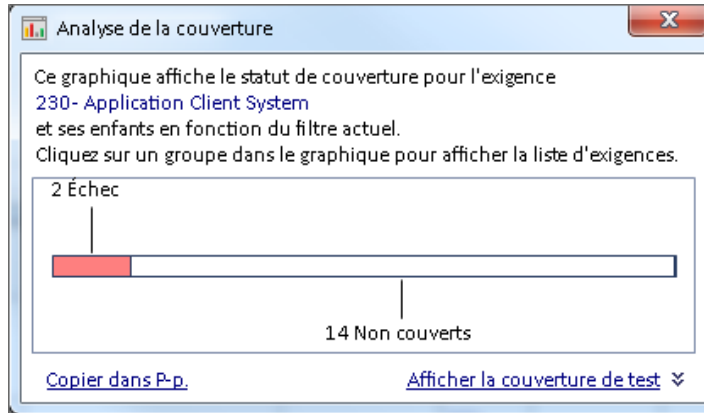 Analyse de la couverture
Ce graphique affiche le statut de couverture pour l'exigence
230- Application Client System
et ses enfants en fonction du filtre actuel.
Cliquez sur un groupe dans le graphique pour afficher la liste d'exigences.
2 Échec
14 Non couverts
Copier dans P-p.
Afficher la couverture de test